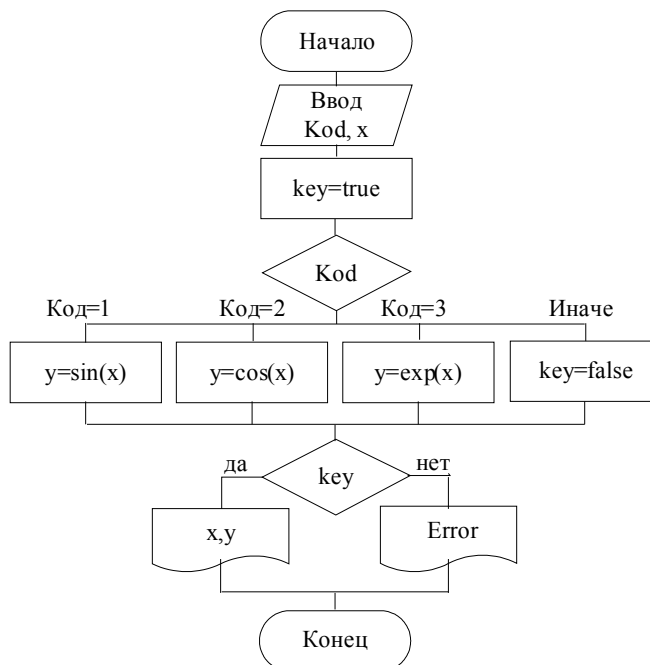 Начало
Ввод
Kod, x
key=true
Kod
Код=1
Код=2
Код=3
Иначе
y=sin(x)
y=cos(x)
y=exp(x)
key=false
да
key
нет
x,y
Error
Конец